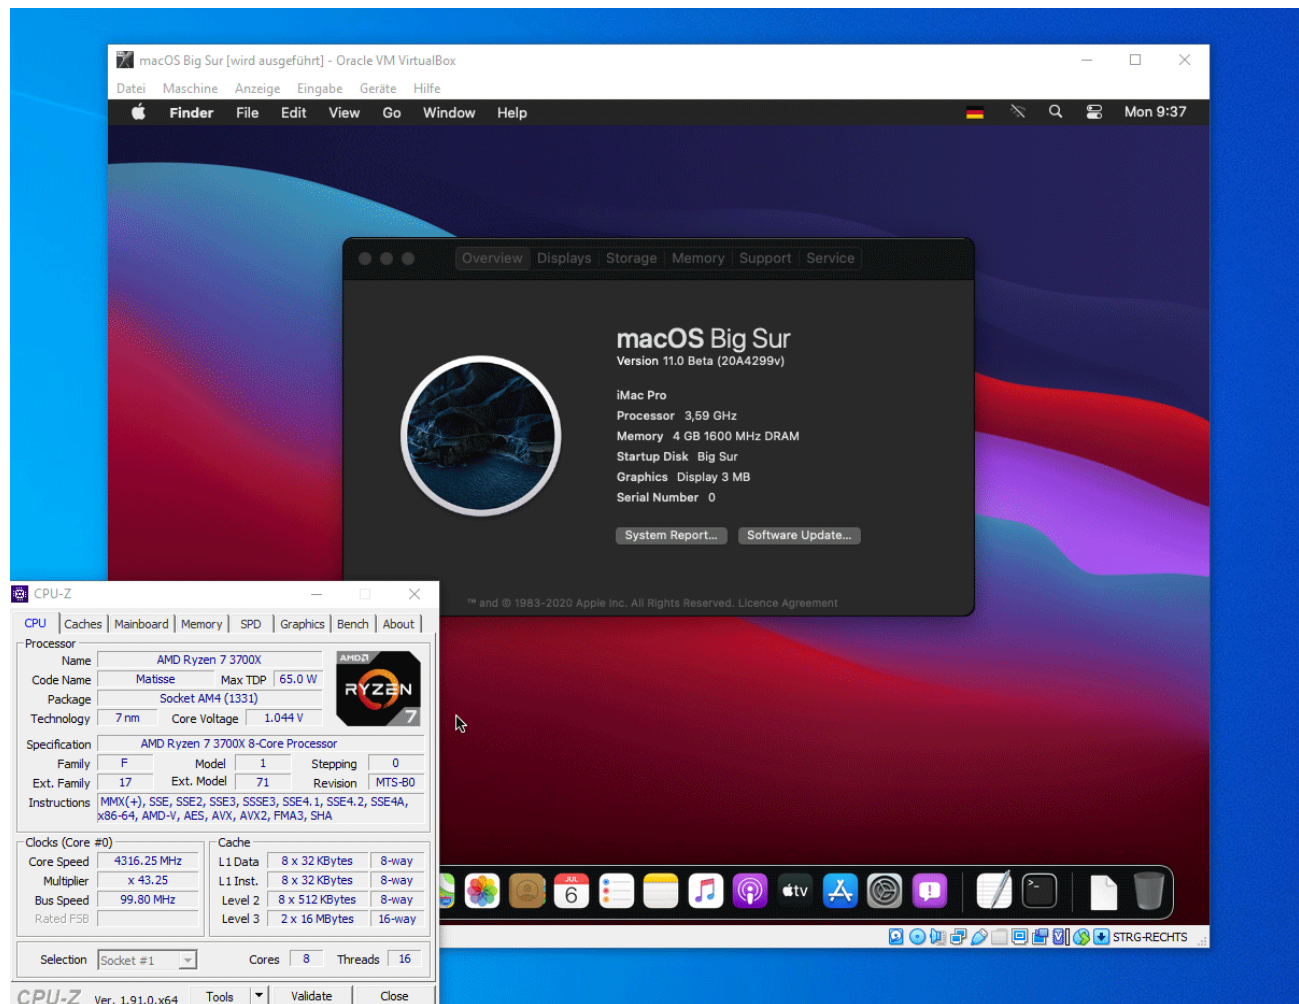 macOS Big Sur [wird ausgeführt] - Oracle VM VirtualBox
Datei Maschine Anzeige Eingabe Geräte Hilfe
Finder File Edit View Go Window Help Mon 9:37
Overview Displays Storage Memory Support Service
macOS Big Sur
Version 11.0 Beta (20A4299v)
iMac Pro
Processor 3,59 GHz
Memory 4 GB 1600 MHz DRAM
Startup Disk Big Sur
Graphics Display 3 MB
Serial Number 0
System Report... Software Update...
™ and © 1983-2020 Apple Inc. All Rights Reserved. Licence Agreement
CPU-Z
CPU Caches Mainboard Memory SPD Graphics Bench About
Processor
Name AMD Ryzen 7 3700X
Code Name Matisse Max TDP 65.0 W
Package Socket AM4 (1331)
Technology 7 nm Core Voltage 1.044 V
AMD
RYZEN
7
Specification AMD Ryzen 7 3700X 8-Core Processor
Family F Model 1 Stepping 0
Ext. Family 17 Ext. Model 71 Revision MTS-B0
Instructions MMX(+), SSE, SSE2, SSE3, SSSE3, SSE4.1, SSE4.2, SSE4A,
x86-64, AMD-V, AES, AVX, AVX2, FMA3, SHA
Clocks (Core #0) Cache
Core Speed 4316.25 MHz L1 Data 8 x 32 KBytes 8-way
Multiplier x 43.25 L1 Inst. 8 x 32 KBytes 8-way
Bus Speed 99.80 MHz Level 2 8 x 512 KBytes 8-way
Rated FSB Level 3 2 x 16 MBytes 16-way
Selection Socket #1 Cores 8 Threads 16
CPU-Z Ver. 1.91.0.x64 Tools Validate Close
JUL
6
tv
STRG-RECHTS